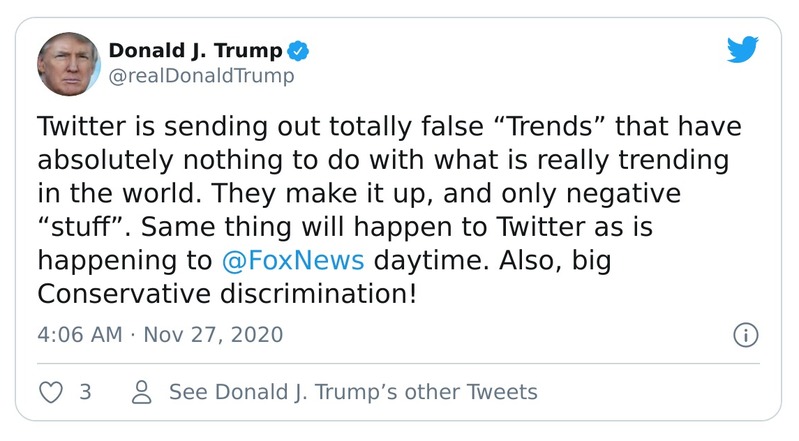 Donald J. Trump
@realDonaldTrump
Twitter is sending out totally false “Trends” that have
absolutely nothing to do with what is really trending
in the world. They make it up, and only negative
“stuff”. Same thing will happen to Twitter as is
happening to @FoxNews daytime. Also, big
Conservative discrimination!
4:06 AM · Nov 27, 2020
3 See Donald J. Trump’s other Tweets